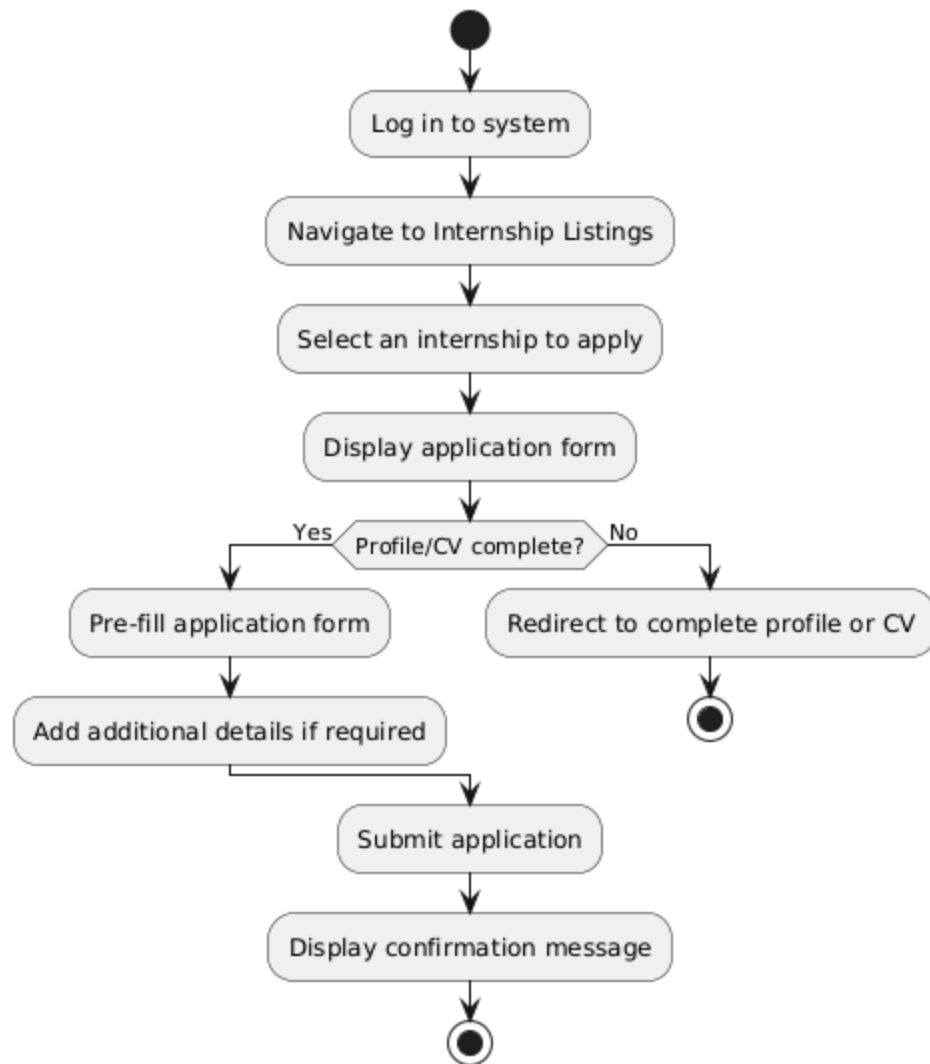 Log in to system
Navigate to Internship Listings
Select an internship to apply
Display application form
Yes
Profile/CV complete?
No
Pre-fill application form
Redirect to complete profile or CV
Add additional details if required
Submit application
Display confirmation message